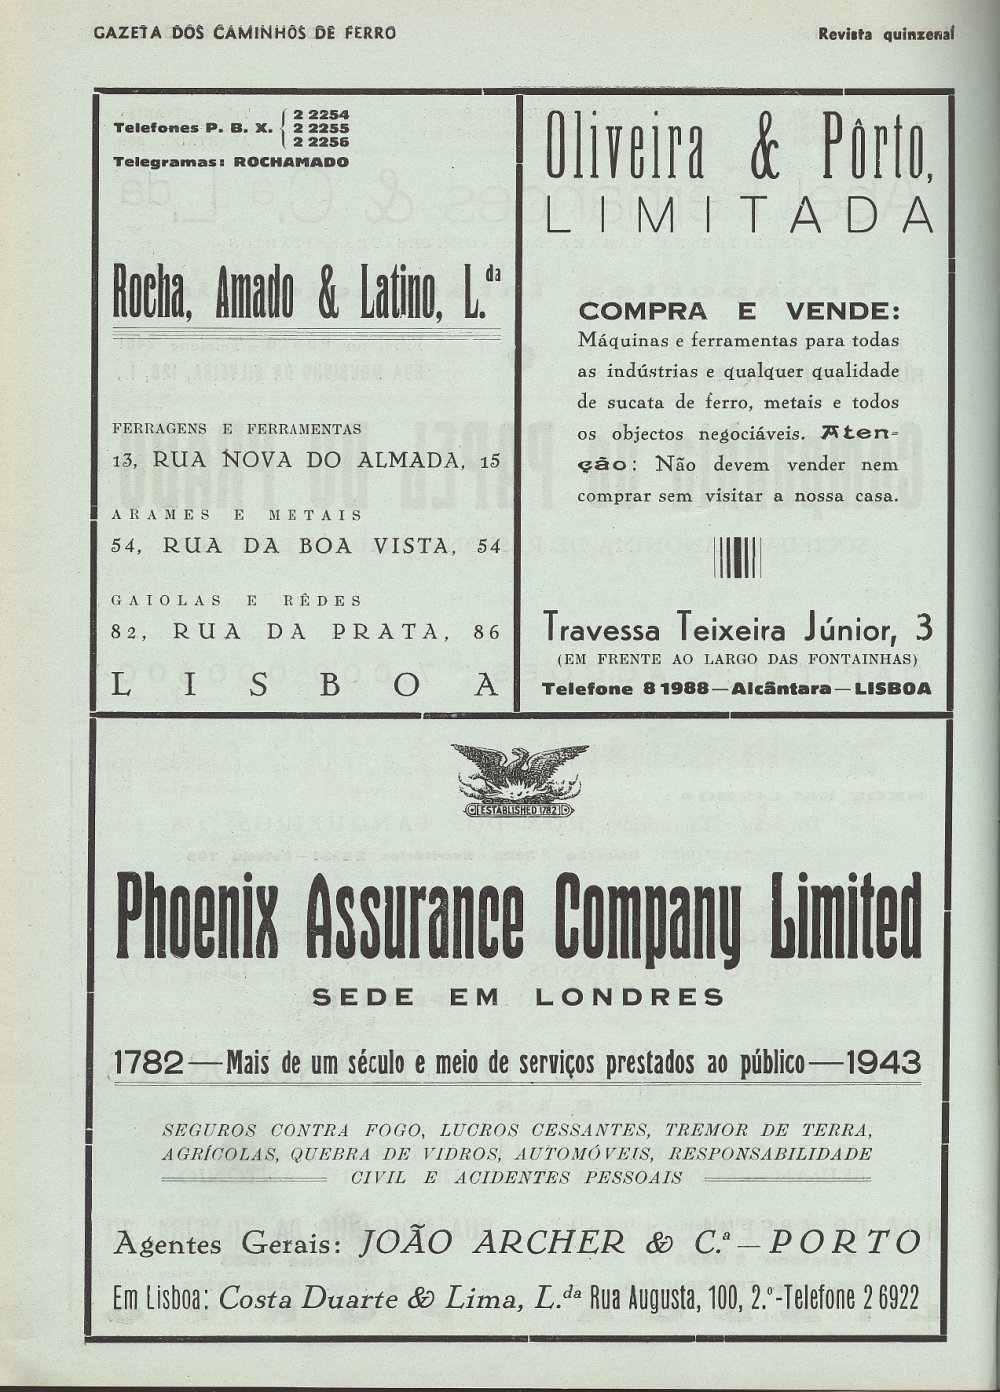 GAZETA DOS CAMINHOS DE FERRO
Revista quinzenal
Telefones P. B. X. { 2 2254
2 2255
2 2256
Telegramas: ROCHAMADO
Rocha, Amado & Latino, L.da
FERRAGENS E FERRAMENTAS
13, RUA NOVA DO ALMADA, 15
ARAMES E METAIS
54, RUA DA BOA VISTA, 54
GAIOLAS E RÊDES
82, RUA DA PRATA, 86
LISBOA
Oliveira & Pôrto,
LIMITADA
COMPRA E VENDE:
Máquinas e ferramentas para todas
as indústrias e qualquer qualidade
de sucata de ferro, metais e todos
os objectos negociáveis. Aten-
ção: Não devem vender nem
comprar sem visitar a nossa casa.
Travessa Teixeira Júnior, 3
(EM FRENTE AO LARGO DAS FONTAINHAS)
Telefone 8 1988—Alcântara—LISBOA
ESTABLISHED 1782
Phoenix Assurance Company Limited
SEDE EM LONDRES
1782—Mais de um século e meio de serviços prestados ao público—1943
SEGUROS CONTRA FOGO, LUCROS CESSANTES, TREMOR DE TERRA,
AGRÍCOLAS, QUEBRA DE VIDROS, AUTOMÓVEIS, RESPONSABILIDADE
CIVIL E ACIDENTES PESSOAIS
Agentes Gerais: JOÃO ARCHER & C.ª—PORTO
Em Lisboa: Costa Duarte & Lima, L.da Rua Augusta, 100, 2.º-Telefone 2 6922